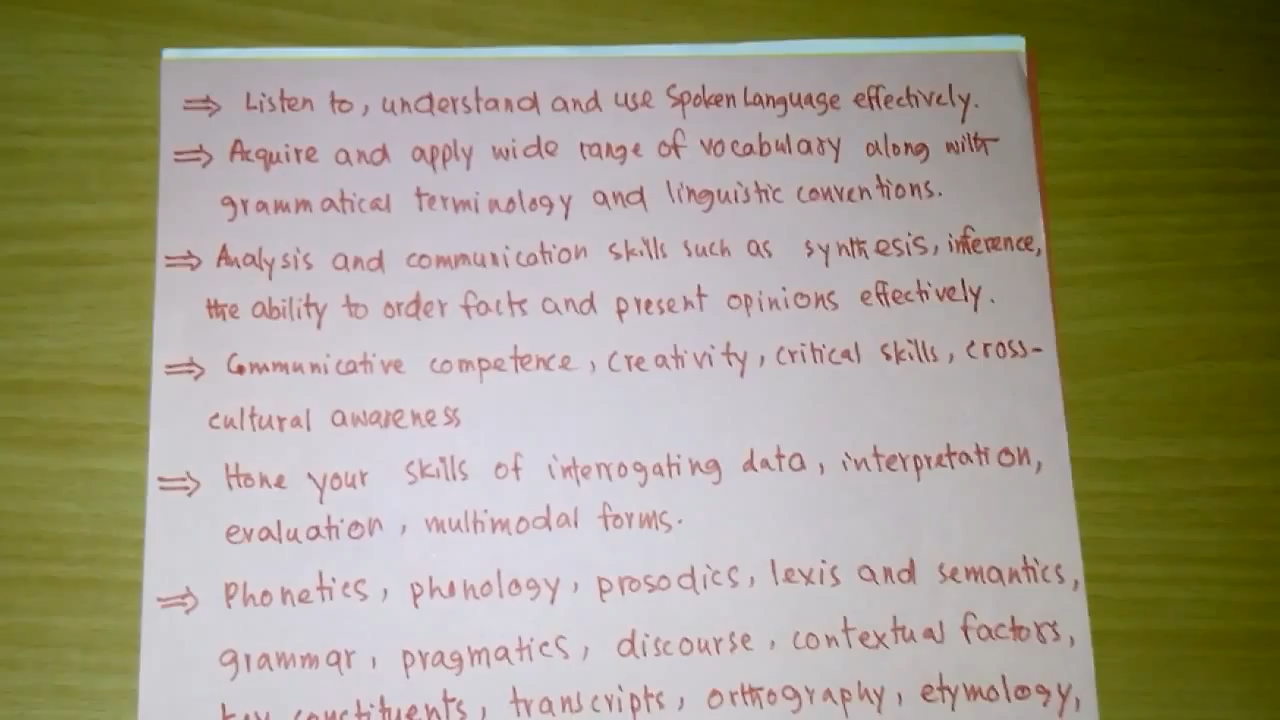 ⇒ Listen to, understand and use Spoken Language effectively.
⇒ Acquire and apply wide range of vocabulary along with
grammatical terminology and linguistic conventions.
⇒ Analysis and communication skills such as synthesis, inference,
the ability to order facts and present opinions effectively.
⇒ Communicative competence, creativity, critical skills, cross-
cultural awareness
⇒ Hone your skills of interrogating data, interpretation,
evaluation, multimodal forms.
⇒ Phonetics, phonology, prosodics, lexis and semantics,
grammar, pragmatics, discourse, contextual factors,
key constituents, transcripts, orthography, etymology,